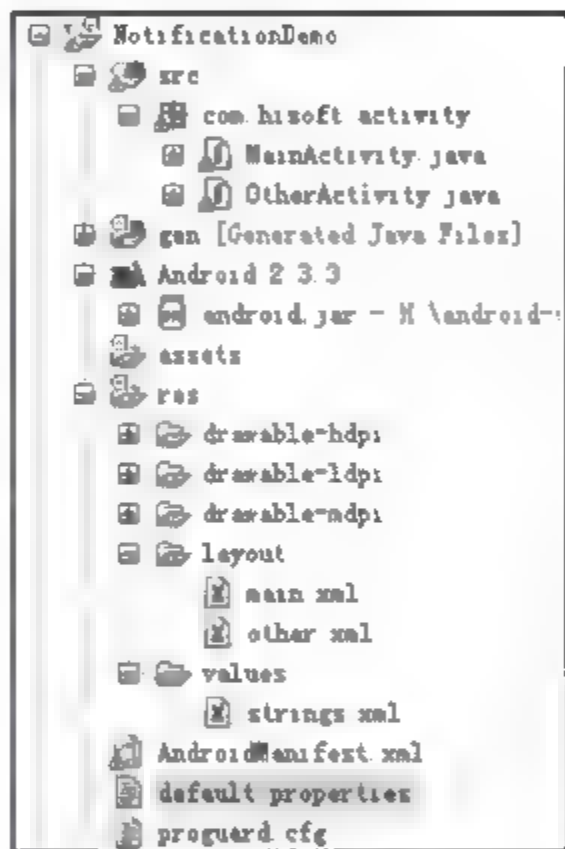 NotificationDemo
src
com.hisoft.activity
MainActivity.java
OtherActivity.java
gen [Generated Java Files]
Android 2.3.3
android.jar - M:\android-
assets
res
drawable-hdpi
drawable-ldpi
drawable-mdpi
layout
main.xml
other.xml
values
strings.xml
AndroidManifest.xml
default.properties
proguard.cfg